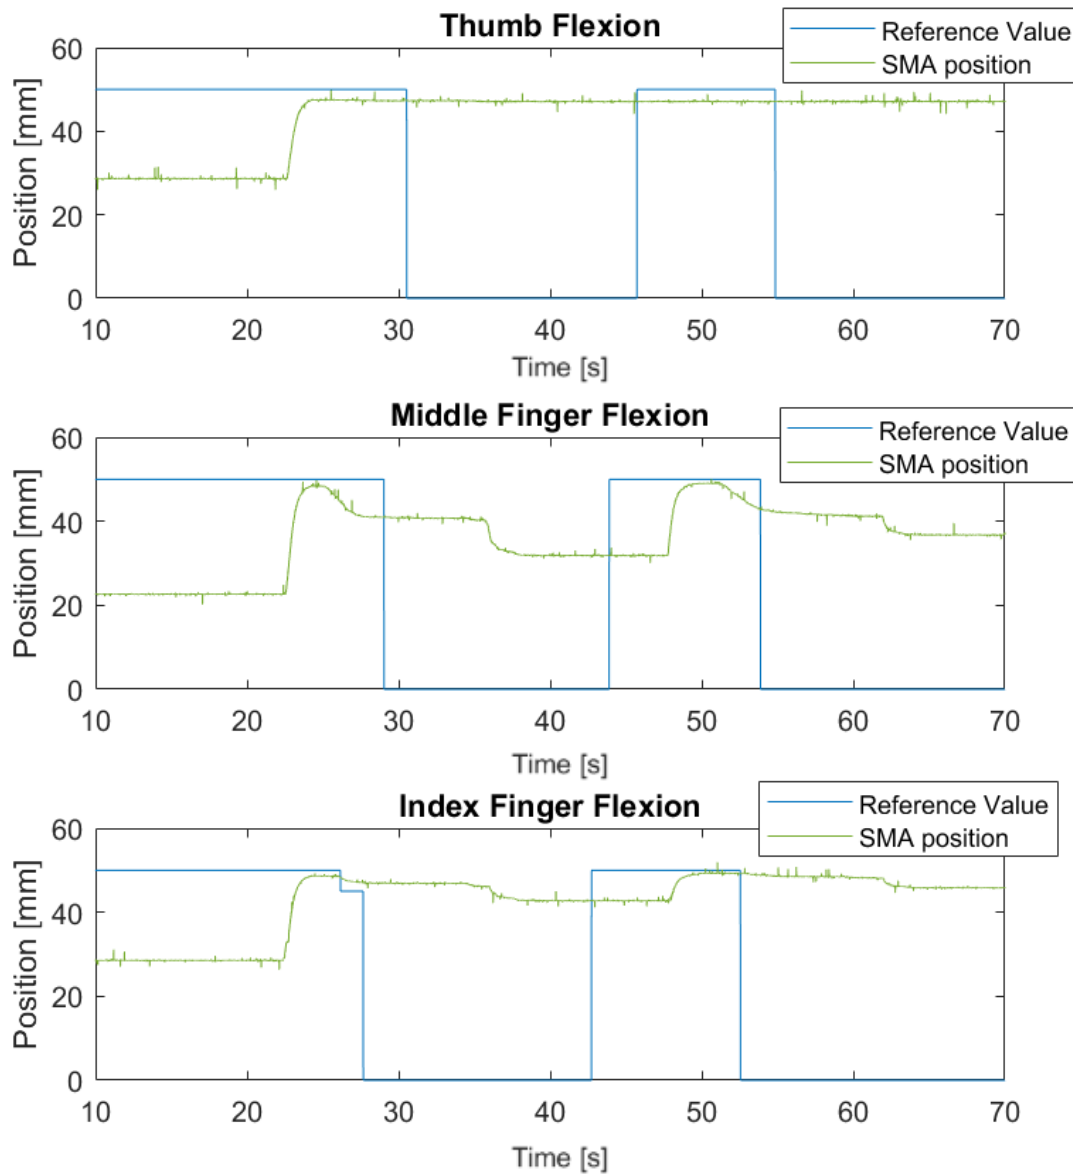 Thumb Flexion
Reference Value
SMA position
Position [mm]
60
40
20
0
10 20 30 40 50 60 70
Time [s]
Middle Finger Flexion
Reference Value
SMA position
Position [mm]
60
40
20
0
10 20 30 40 50 60 70
Time [s]
Index Finger Flexion
Reference Value
SMA position
Position [mm]
60
40
20
0
10 20 30 40 50 60 70
Time [s]